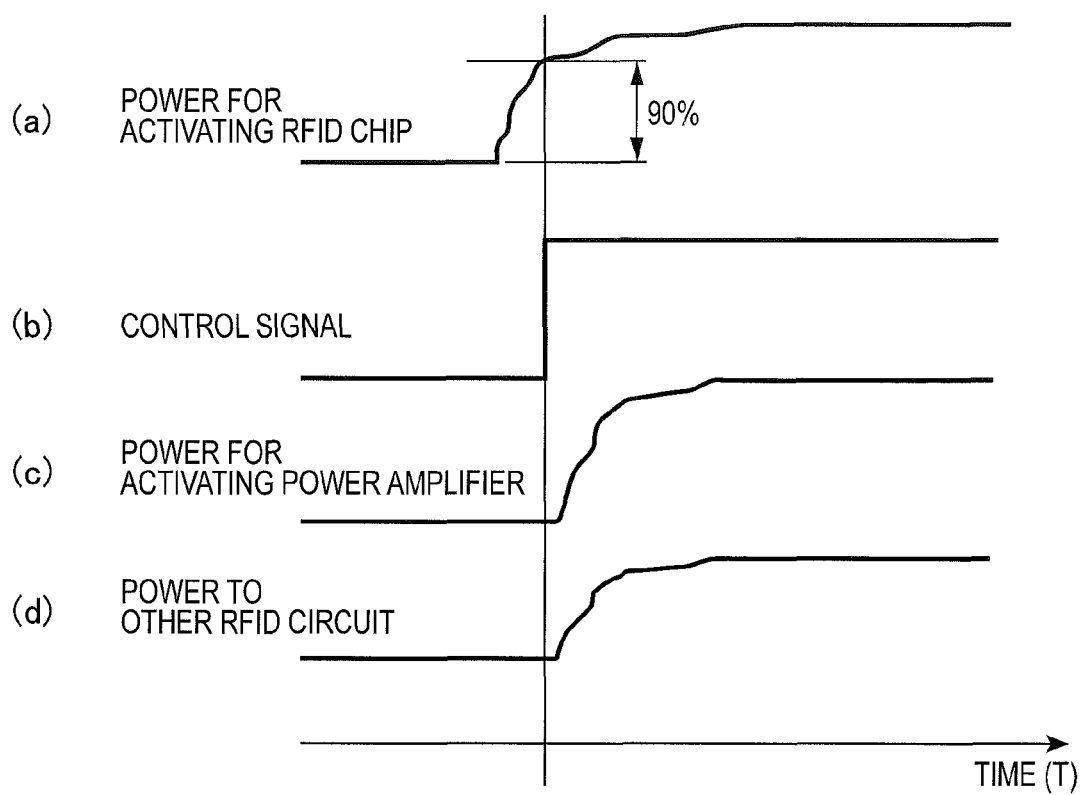 (a)
POWER FOR
ACTIVATING RFID CHIP
90%
(b)
CONTROL SIGNAL
(c)
POWER FOR
ACTIVATING POWER AMPLIFIER
(d)
POWER TO
OTHER RFID CIRCUIT
TIME (T)